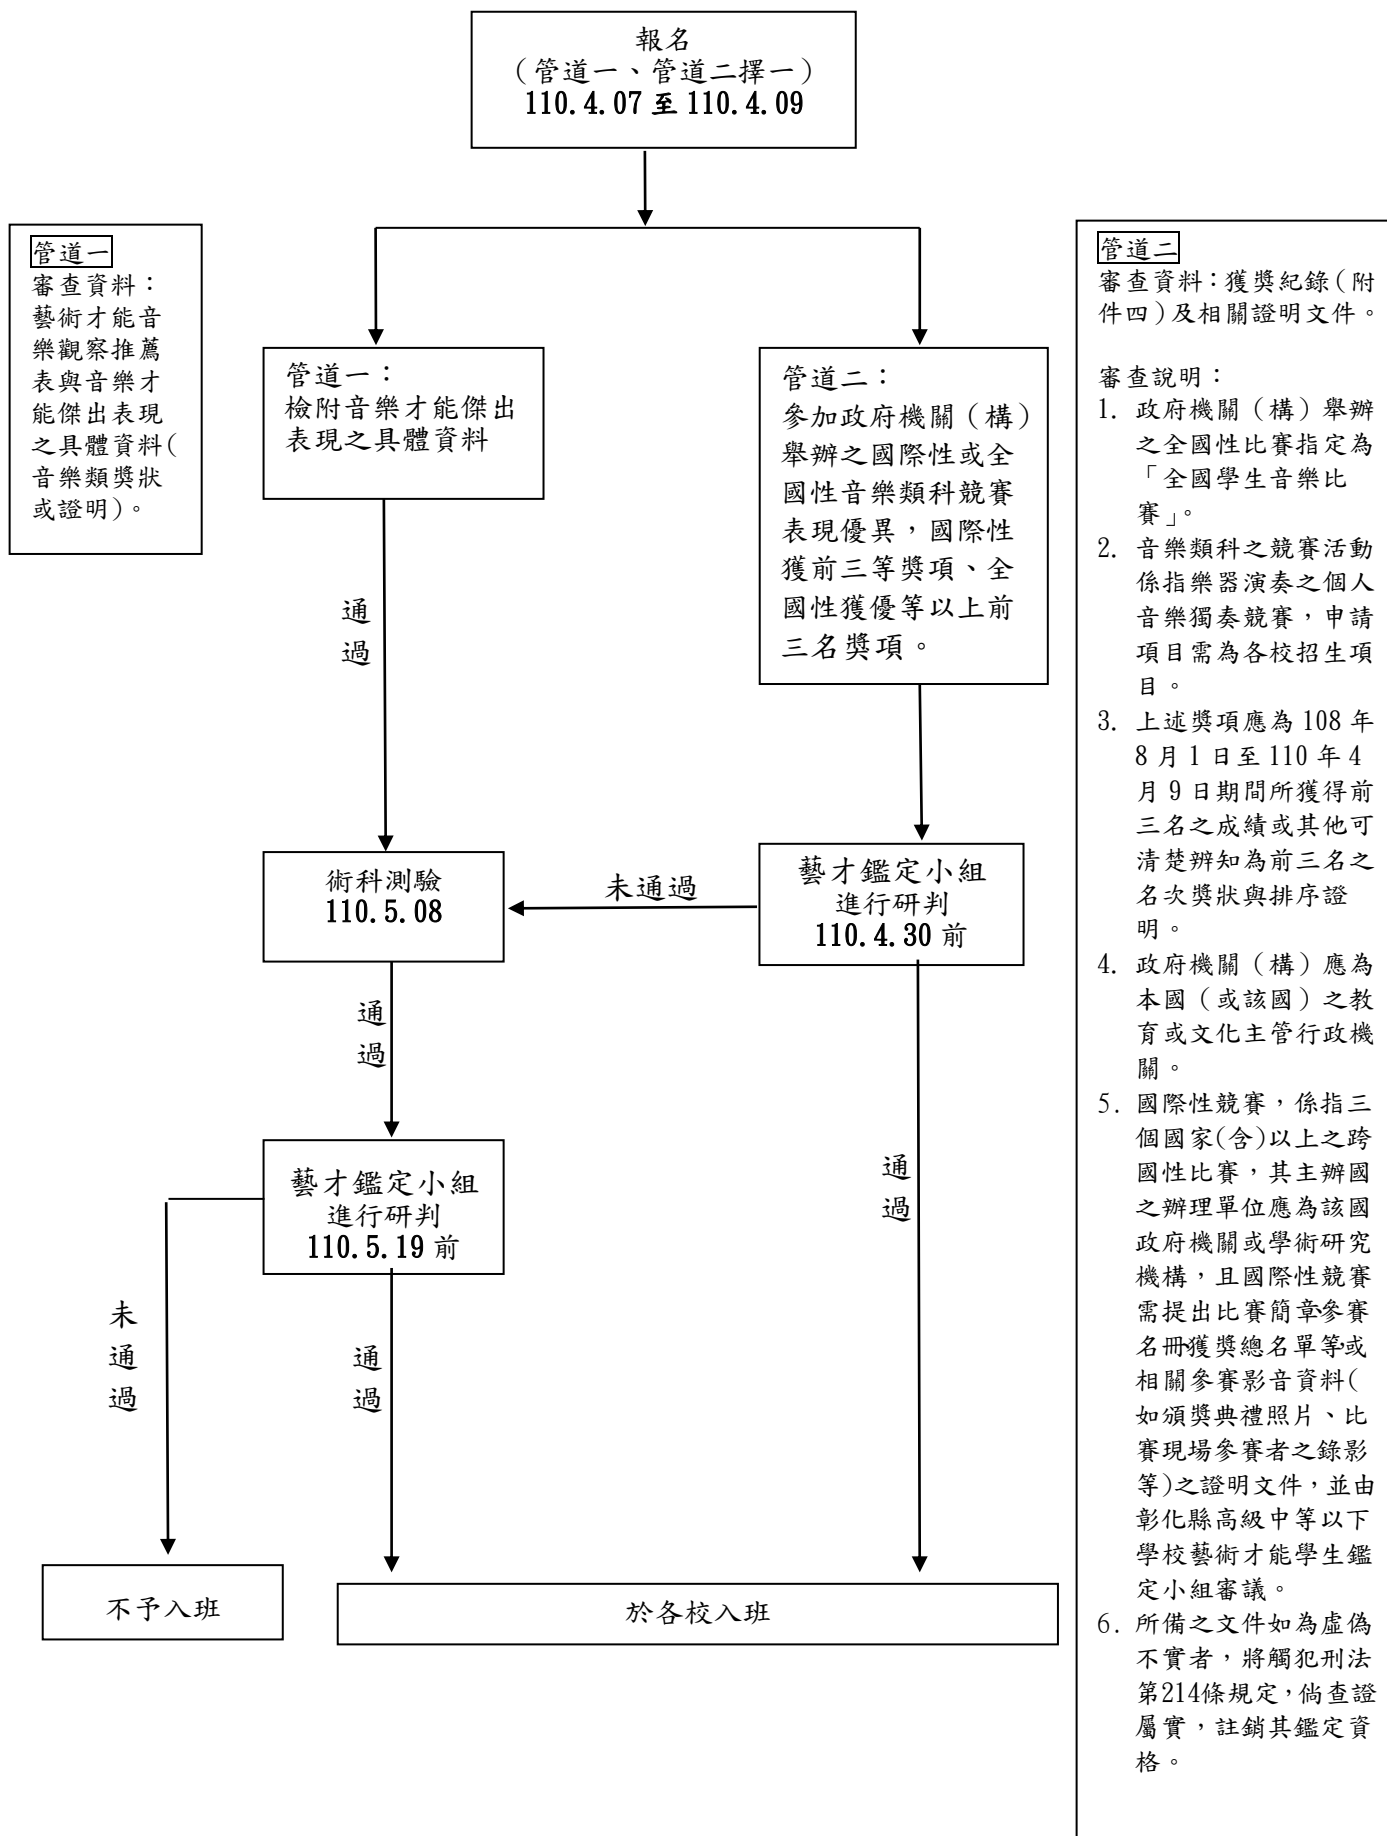 報名
（管道一、管道二擇一）
110.4.07 至 110.4.09
管道一
審查資料：
藝術才能音
樂觀察推薦
表與音樂才
能傑出表現
之具體資料(
音樂類獎狀
或證明)。
管道一：
檢附音樂才能傑出
表現之具體資料
管道二：
參加政府機關（構）
舉辦之國際性或全
國性音樂類科競賽
表現優異，國際性
獲前三等獎項、全
國性獲優等以上前
三名獎項。
通
過
術科測驗
110.5.08
未通過
藝才鑑定小組
進行研判
110.4.30 前
通
過
藝才鑑定小組
進行研判
110.5.19 前
通
過
未
通
過
通
過
不予入班
於各校入班
管道二
審查資料：獲獎紀錄（附
件四）及相關證明文件。
審查說明：
1. 政府機關（構）舉辦
之全國性比賽指定為
「全國學生音樂比
賽」。
2. 音樂類科之競賽活動
係指樂器演奏之個人
音樂獨奏競賽，申請
項目需為各校招生項
目。
3. 上述獎項應為 108 年
8 月 1 日至 110 年 4
月 9 日期間所獲得前
三名之成績或其他可
清楚辨知為前三名之
名次獎狀與排序證
明。
4. 政府機關（構）應為
本國（或該國）之教
育或文化主管行政機
關。
5. 國際性競賽，係指三
個國家(含)以上之跨
國性比賽，其主辦國
之辦理單位應為該國
政府機關或學術研究
機構，且國際性競賽
需提出比賽簡章、參賽
名冊、獲獎總名單等，或
相關參賽影音資料(
如頒獎典禮照片、比
賽現場參賽者之錄影
等)之證明文件，並由
彰化縣高級中等以下
學校藝術才能學生鑑
定小組審議。
6. 所備之文件如為虛偽
不實者，將觸犯刑法
第214條規定，倘查證
屬實，註銷其鑑定資
格。